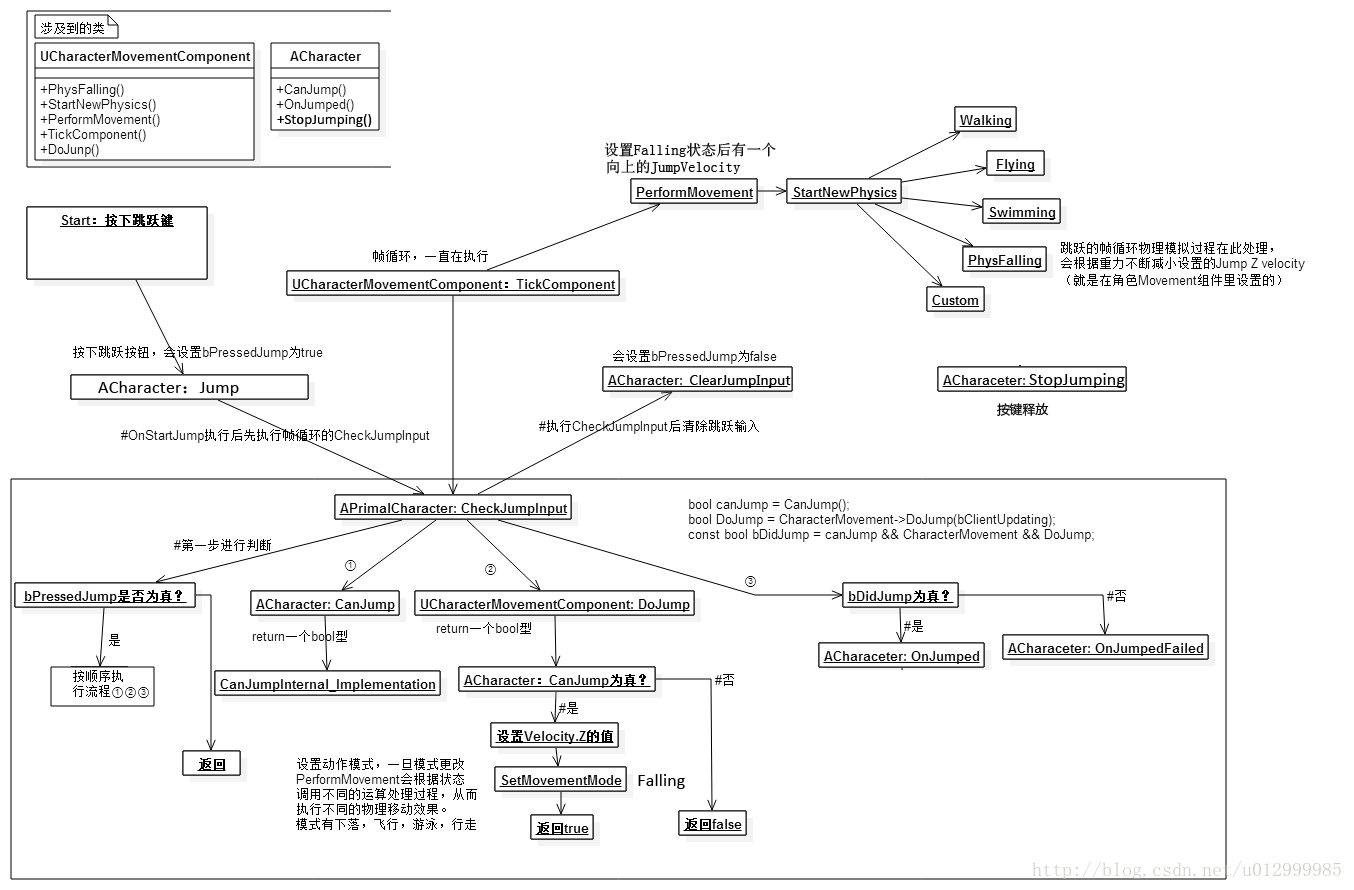 涉及到的类
UCharacterMovementComponent
+PhysFalling()
+StartNewPhysics()
+PerformMovement()
+TickComponent()
+DoJunp()
ACharacter
+CanJump()
+OnJumped()
+StopJumping()
Start：按下跳跃键
按下跳跃按钮，会设置bPressedJump为true
ACharacter：Jump
#OnStartJump执行后先执行帧循环的CheckJumpInput
帧循环，一直在执行
UCharacterMovementComponent：TickComponent
设置Falling状态后有一个
向上的JumpVelocity
PerformMovement
StartNewPhysics
Walking
Flying
Swimming
PhysFalling
Custom
跳跃的帧循环物理模拟过程在此处理，
会根据重力不断减小设置的Jump Z velocity
（就是在角色Movement组件里设置的）
会设置bPressedJump为false
ACharacter: ClearJumpInput
#执行CheckJumpInput后清除跳跃输入
ACharaceter: StopJumping
按键释放
APrimalCharacter: CheckJumpInput
bool canJump = CanJump();
bool DoJump = CharacterMovement->DoJump(bClientUpdating);
const bool bDidJump = canJump && CharacterMovement && DoJump;
#第一步进行判断
①
②
③
bPressedJump是否为真？
是
按顺序执
行流程①②③
返回
ACharacter: CanJump
return一个bool型
CanJumpInternal_Implementation
UCharacterMovementComponent: DoJump
return一个bool型
ACharacter：CanJump为真？
#否
#是
设置Velocity.Z的值
SetMovementMode
Falling
返回true
返回false
设置动作模式，一旦模式更改
PerformMovement会根据状态
调用不同的运算处理过程，从而
执行不同的物理移动效果。
模式有下落，飞行，游泳，行走
bDidJump为真？
#否
#是
ACharaceter: OnJumped
ACharaceter: OnJumpedFailed
http://blog.csdn.net/u012999985